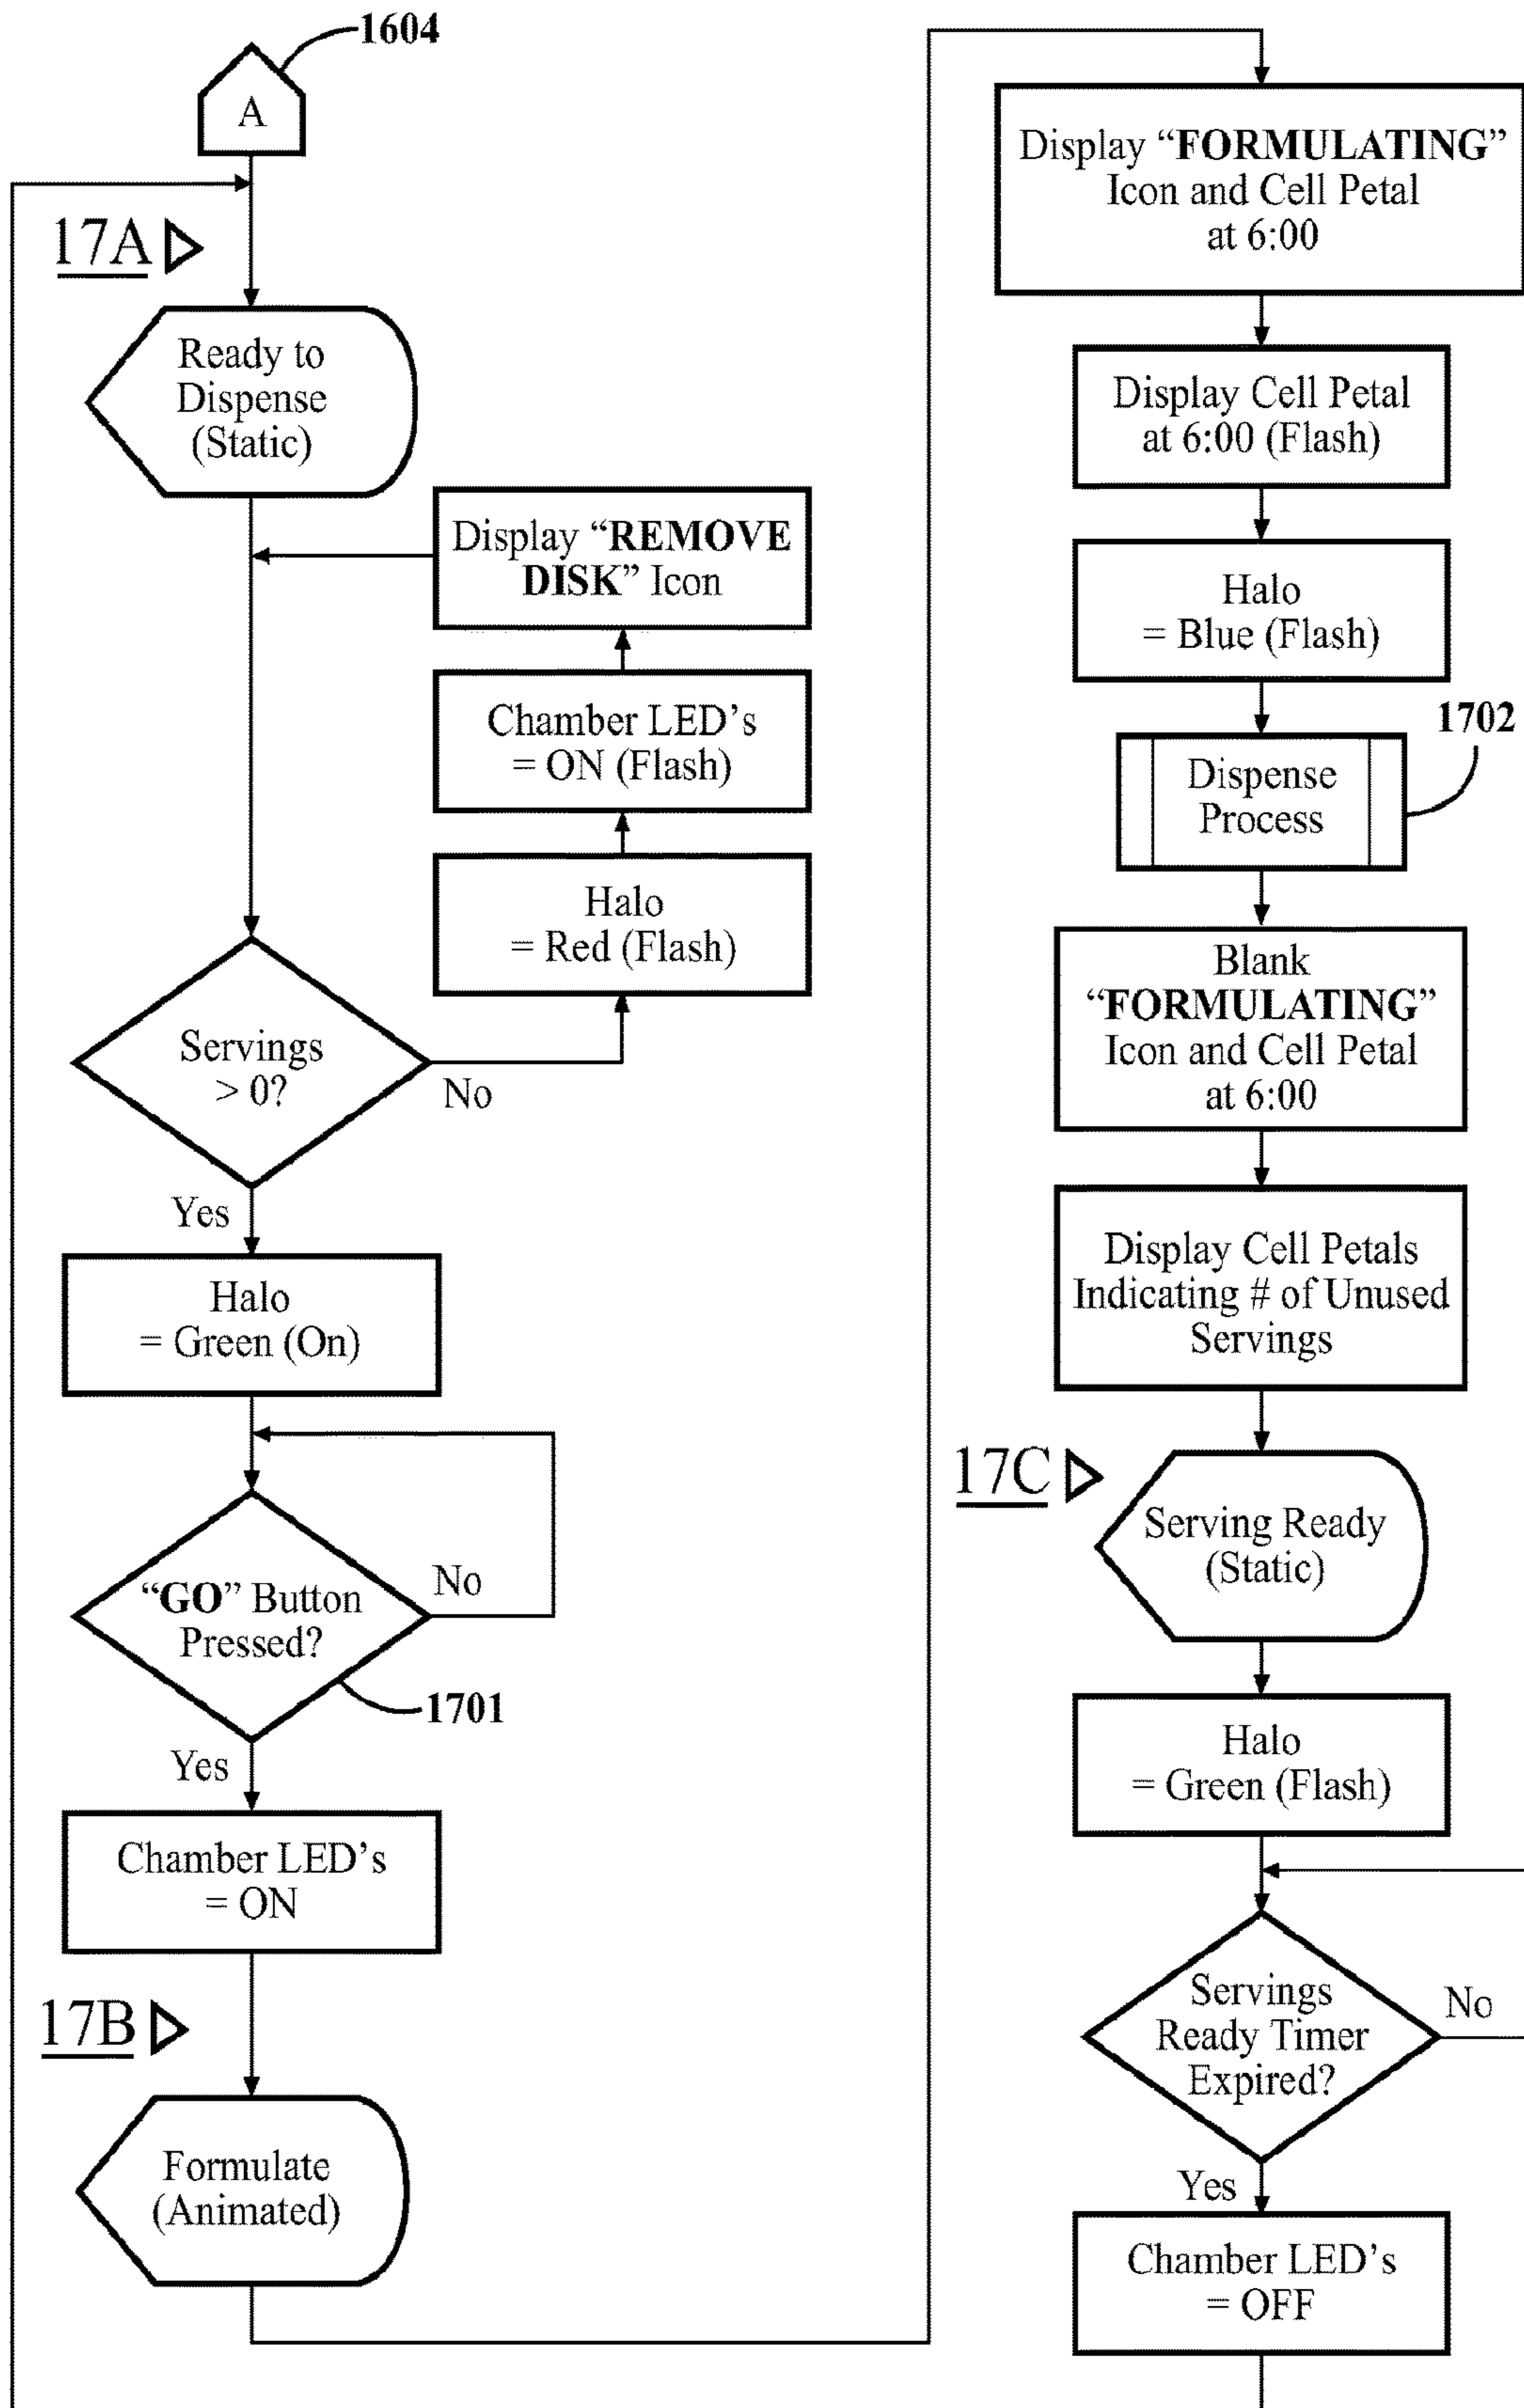 1604
A
17A
Ready to
Dispense
(Static)
Display “REMOVE
DISK” Icon
Chamber LED’s
= ON (Flash)
Halo
= Red (Flash)
Servings
> 0?
No
Yes
Halo
= Green (On)
“GO” Button
Pressed?
No
1701
Yes
Chamber LED’s
= ON
17B
Formulate
(Animated)
Display “FORMULATING”
Icon and Cell Petal
at 6:00
Display Cell Petal
at 6:00 (Flash)
Halo
= Blue (Flash)
1702
Dispense
Process
Blank
“FORMULATING”
Icon and Cell Petal
at 6:00
Display Cell Petals
Indicating # of Unused
Servings
17C
Serving Ready
(Static)
Halo
= Green (Flash)
Servings
Ready Timer
Expired?
No
Yes
Chamber LED’s
= OFF